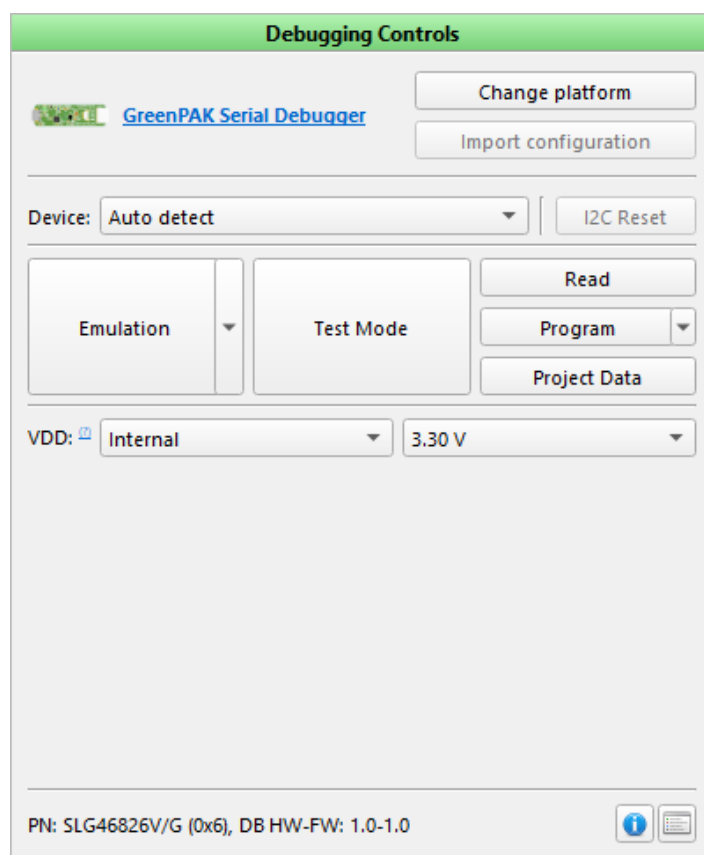 Debugging Controls
GreenPAK Serial Debugger
Change platform
Import configuration
Device: Auto detect
I2C Reset
Emulation
Test Mode
Read
Program
Project Data
VDD: Internal
3.30 V
PN: SLG46826V/G (0x6), DB HW-FW: 1.0-1.0